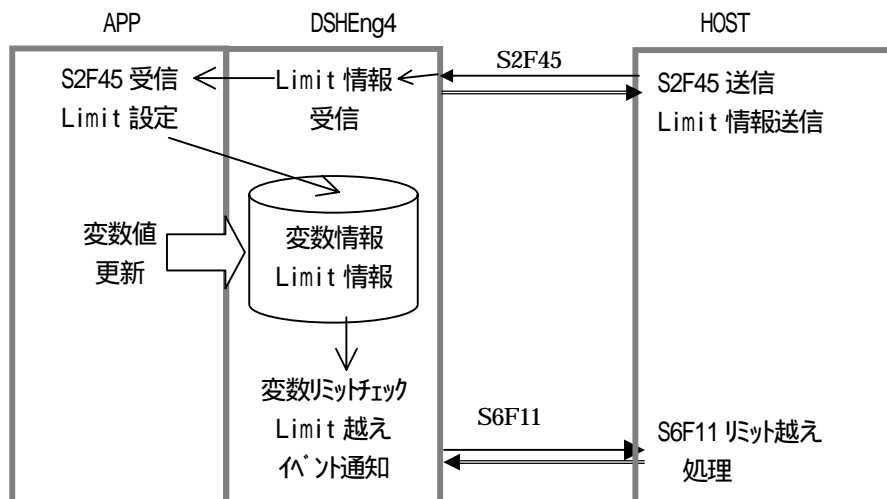 APP DSHEng4 HOST
S2F45
S2F45 受信 Limit 情報 S2F45 送信
Limit 設定 受信 Limit 情報送信
変数値 変数情報
更新 Limit 情報
変数リミットチェック
S6F11
Limit 越え S6F11 リミット越え
イベント通知 処理